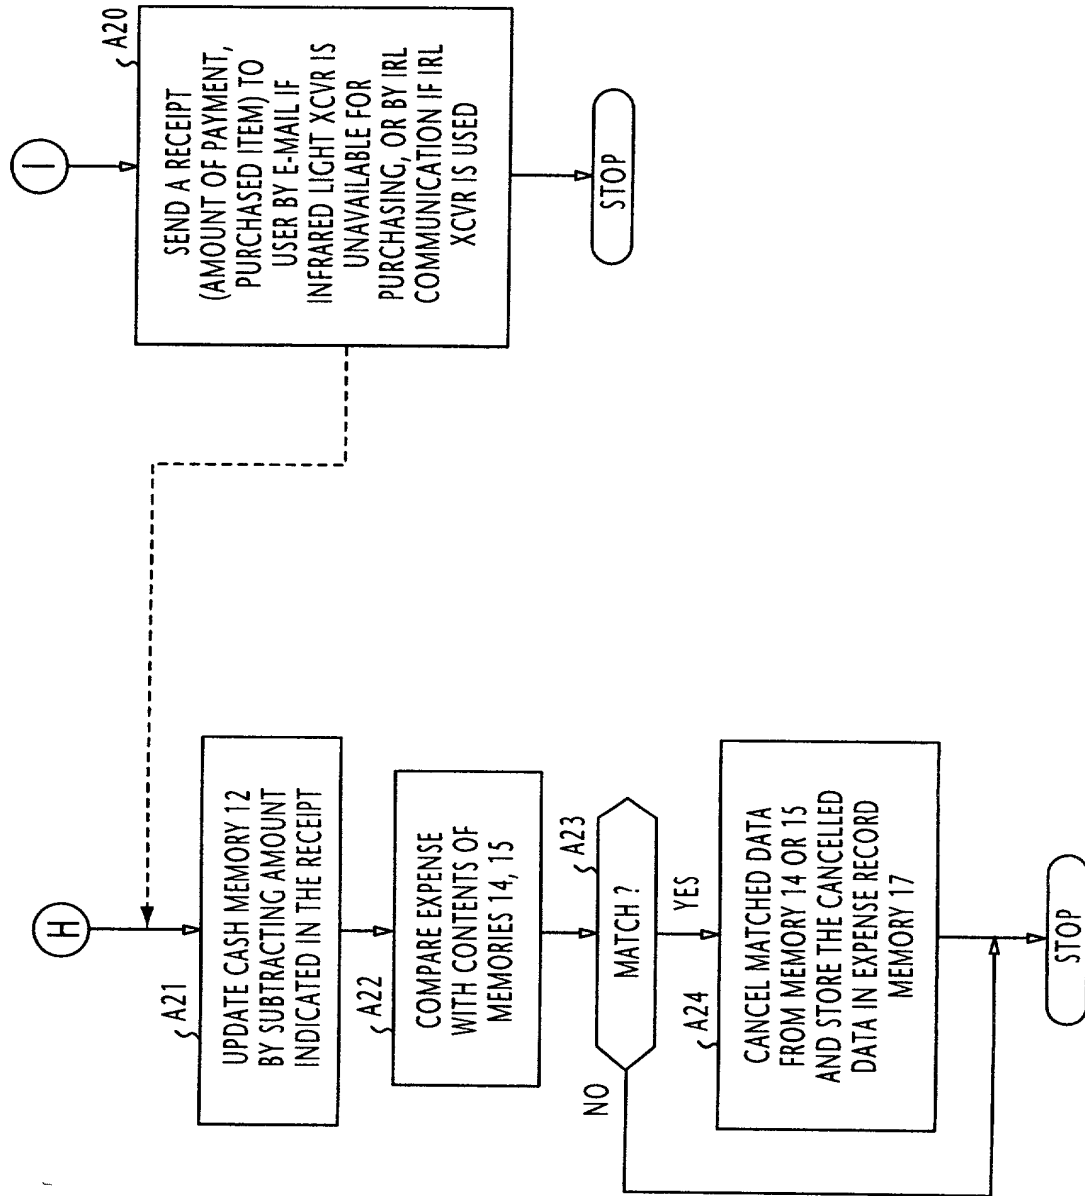 H
A21
UPDATE CASH MEMORY 12
BY SUBTRACTING AMOUNT
INDICATED IN THE RECEIPT
A22
COMPARE EXPENSE
WITH CONTENTS OF
MEMORIES 14, 15
A23
MATCH ?
NO
YES
A24
CANCEL MATCHED DATA
FROM MEMORY 14 OR 15
AND STORE THE CANCELLED
DATA IN EXPENSE RECORD
MEMORY 17
STOP
I
A20
SEND A RECEIPT
(AMOUNT OF PAYMENT,
PURCHASED ITEM) TO
USER BY E-MAIL IF
INFRARED LIGHT XCVR IS
UNAVAILABLE FOR
PURCHASING, OR BY IRL
COMMUNICATION IF IRL
XCVR IS USED
STOP